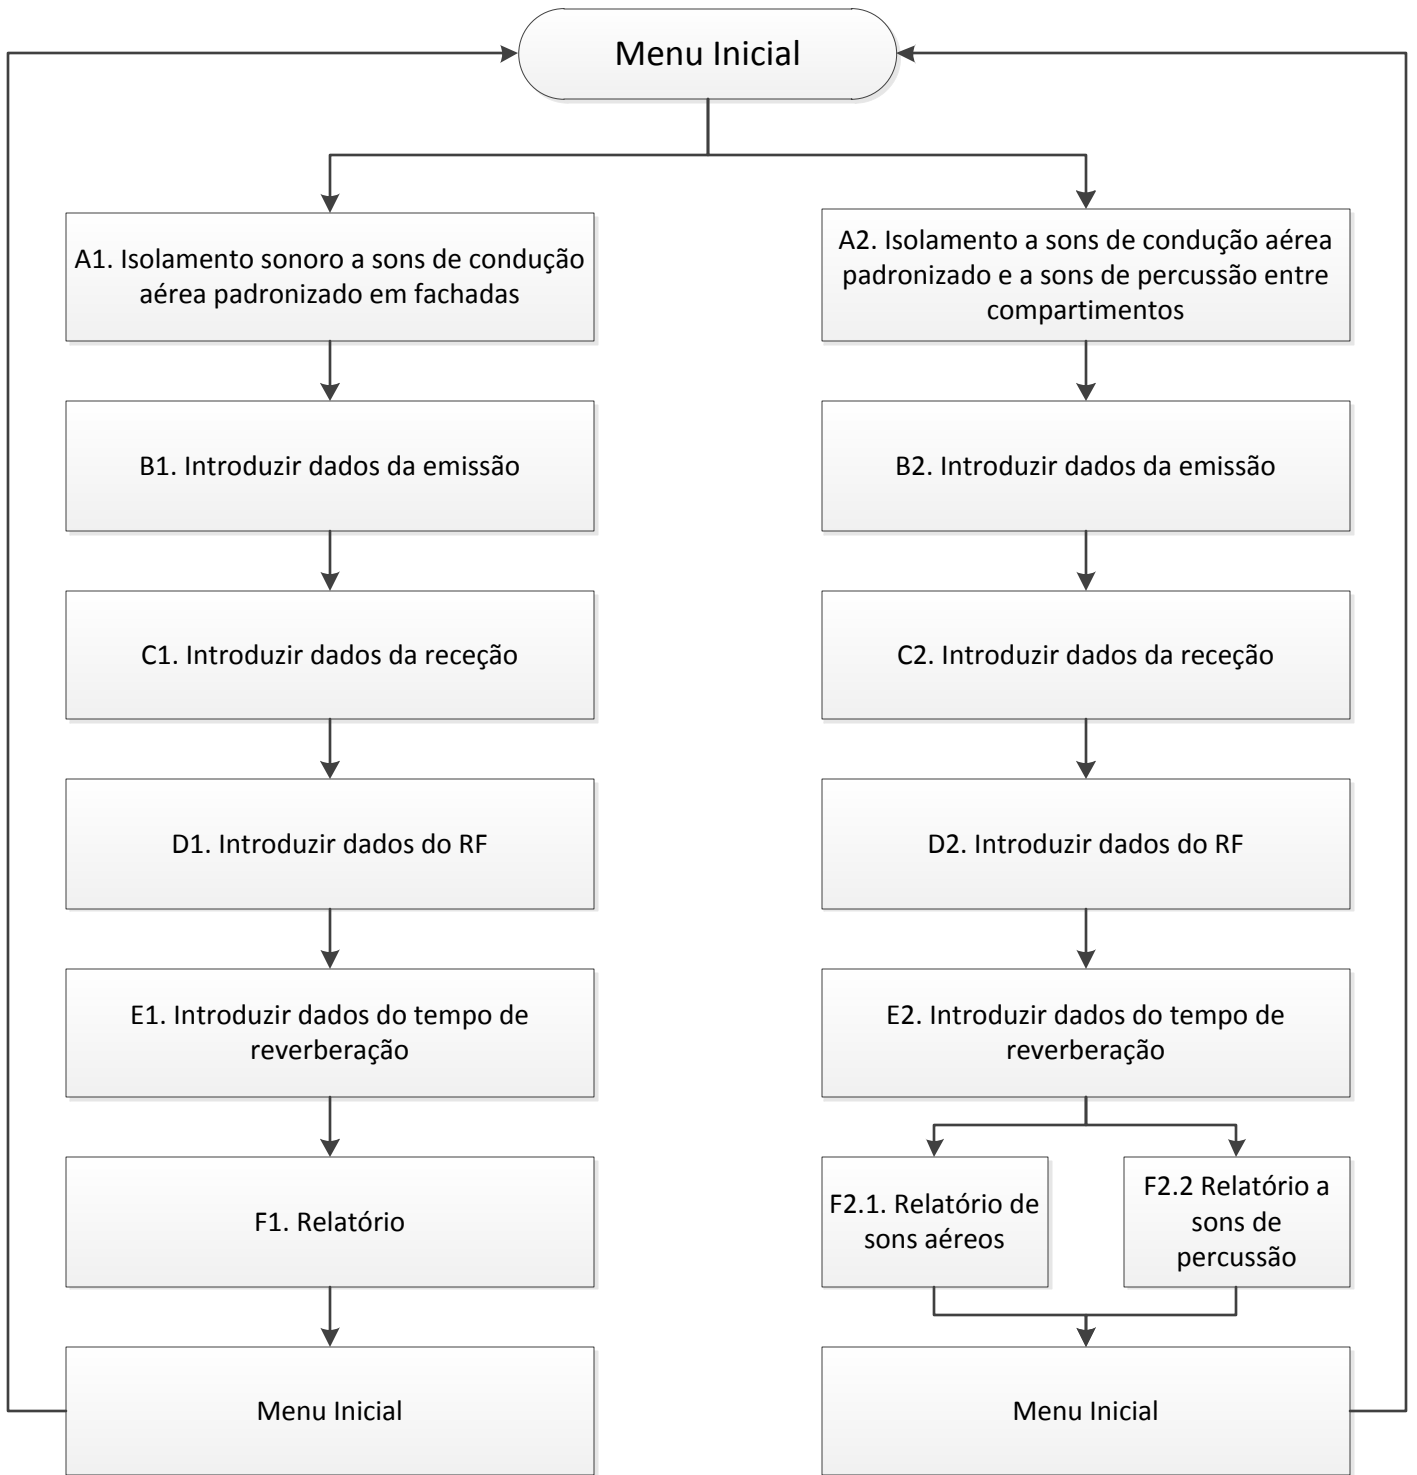 Menu Inicial
A1. Isolamento sonoro a sons de condução
aérea padronizado em fachadas
A2. Isolamento a sons de condução aérea
padronizado e a sons de percussão entre
compartimentos
B1. Introduzir dados da emissão
B2. Introduzir dados da emissão
C1. Introduzir dados da receção
C2. Introduzir dados da receção
D1. Introduzir dados do RF
D2. Introduzir dados do RF
E1. Introduzir dados do tempo de
reverberação
E2. Introduzir dados do tempo de
reverberação
F1. Relatório
F2.1. Relatório de
sons aéreos
F2.2 Relatório a
sons de
percussão
Menu Inicial
Menu Inicial